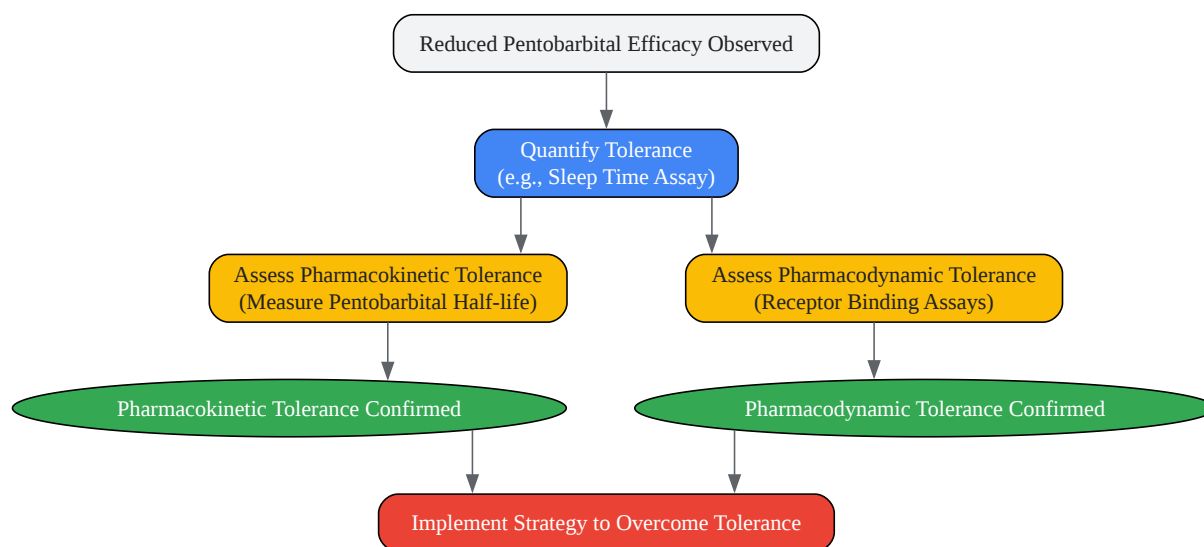 Reduced Pentobarbital Efficacy Observed
Quantify Tolerance
(e.g., Sleep Time Assay)
Assess Pharmacokinetic Tolerance
(Measure Pentobarbital Half-life)
Assess Pharmacodynamic Tolerance
(Receptor Binding Assays)
Pharmacokinetic Tolerance Confirmed
Pharmacodynamic Tolerance Confirmed
Implement Strategy to Overcome Tolerance